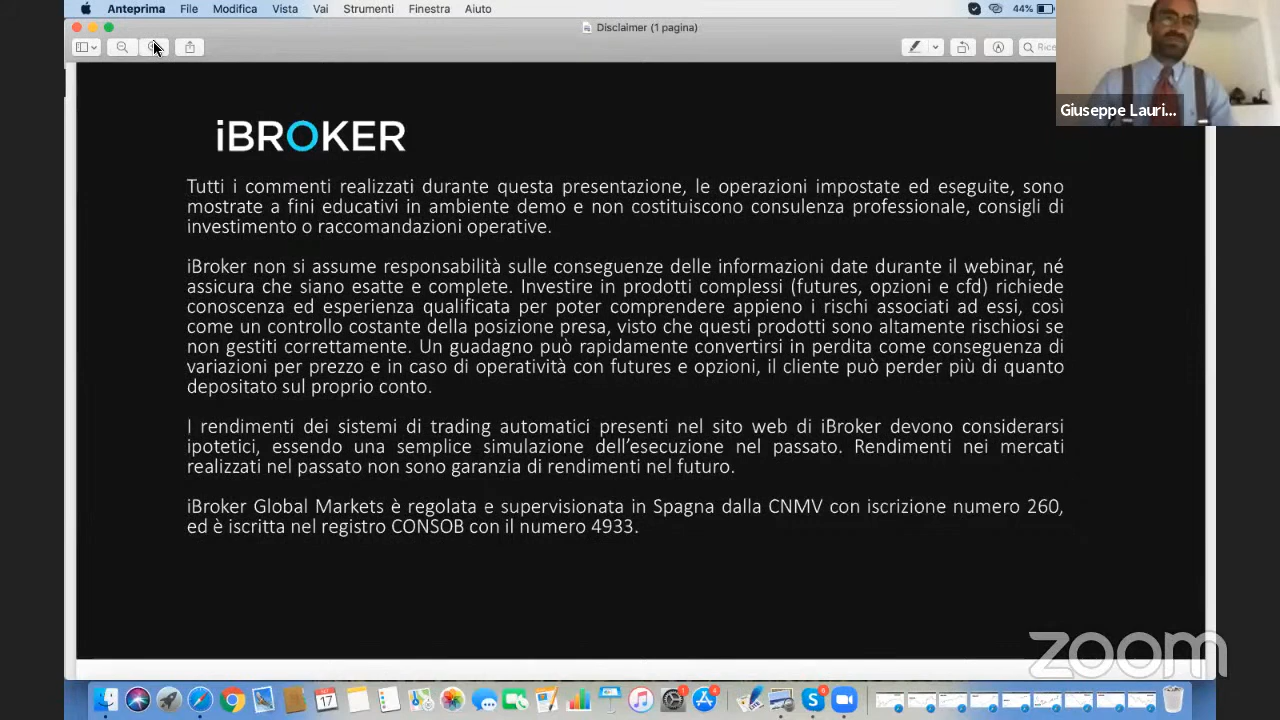 Anteprima File Modifica Vista Vai Strumenti Finestra Aiuto 44%
Disclaimer (1 pagina)
Rice
Giuseppe Lauri...
iBROKER
Tutti i commenti realizzati durante questa presentazione, le operazioni impostate ed eseguite, sono
mostrate a fini educativi in ambiente demo e non costituiscono consulenza professionale, consigli di
investimento o raccomandazioni operative.
iBroker non si assume responsabilità sulle conseguenze delle informazioni date durante il webinar, né
assicura che siano esatte e complete. Investire in prodotti complessi (futures, opzioni e cfd) richiede
conoscenza ed esperienza qualificata per poter comprendere appieno i rischi associati ad essi, così
come un controllo costante della posizione presa, visto che questi prodotti sono altamente rischiosi se
non gestiti correttamente. Un guadagno può rapidamente convertirsi in perdita come conseguenza di
variazioni per prezzo e in caso di operatività con futures e opzioni, il cliente può perder più di quanto
depositato sul proprio conto.
I rendimenti dei sistemi di trading automatici presenti nel sito web di iBroker devono considerarsi
ipotetici, essendo una semplice simulazione dell’esecuzione nel passato. Rendimenti nei mercati
realizzati nel passato non sono garanzia di rendimenti nel futuro.
iBroker Global Markets è regolata e supervisionata in Spagna dalla CNMV con iscrizione numero 260,
ed è iscritta nel registro CONSOB con il numero 4933.
zoom
17